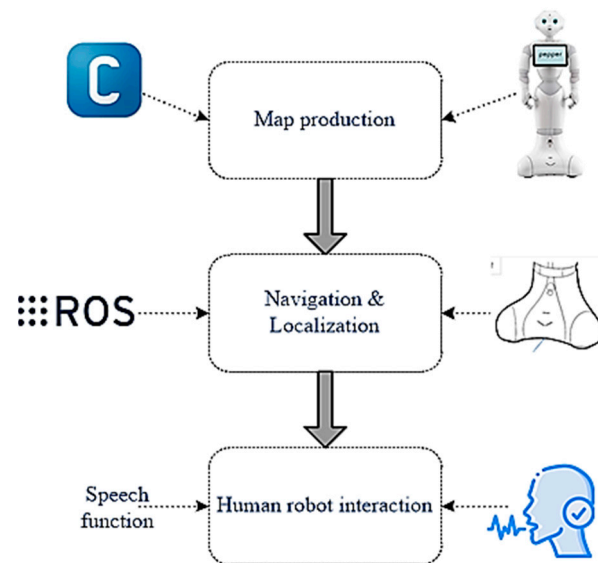 C
pepper
Map production
ROS
Navigation &
Localization
Speech
function
Human robot interaction